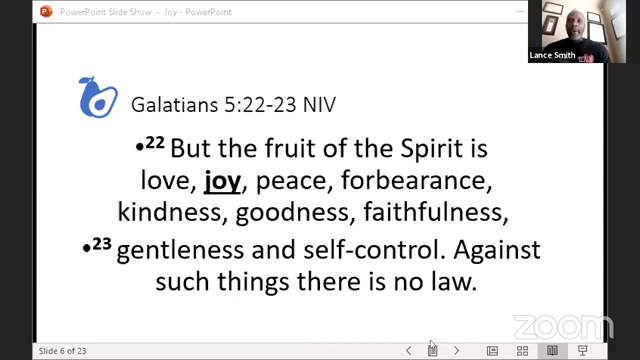 PowerPoint Slide Show - Joy - PowerPoint
Lance Smith
Galatians 5:22-23 NIV
•22 But the fruit of the Spirit is
love, joy, peace, forbearance,
kindness, goodness, faithfulness,
•23 gentleness and self-control. Against
such things there is no law.
zoom
Slide 6 of 23